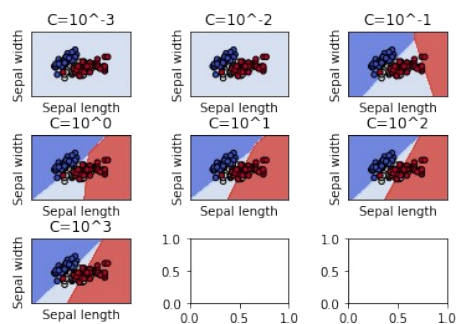 C=10^-3
C=10^-2
C=10^-1
Sepal width
Sepal width
Sepal width
Sepal length
Sepal length
Sepal length
C=10^0
C=10^1
C=10^2
Sepal width
Sepal width
Sepal width
Sepal length
Sepal length
Sepal length
C=10^3
Sepal width
Sepal length
1.0
0.5
0.0
0.0
0.5
1.0
1.0
0.5
0.0
0.0
0.5
1.0